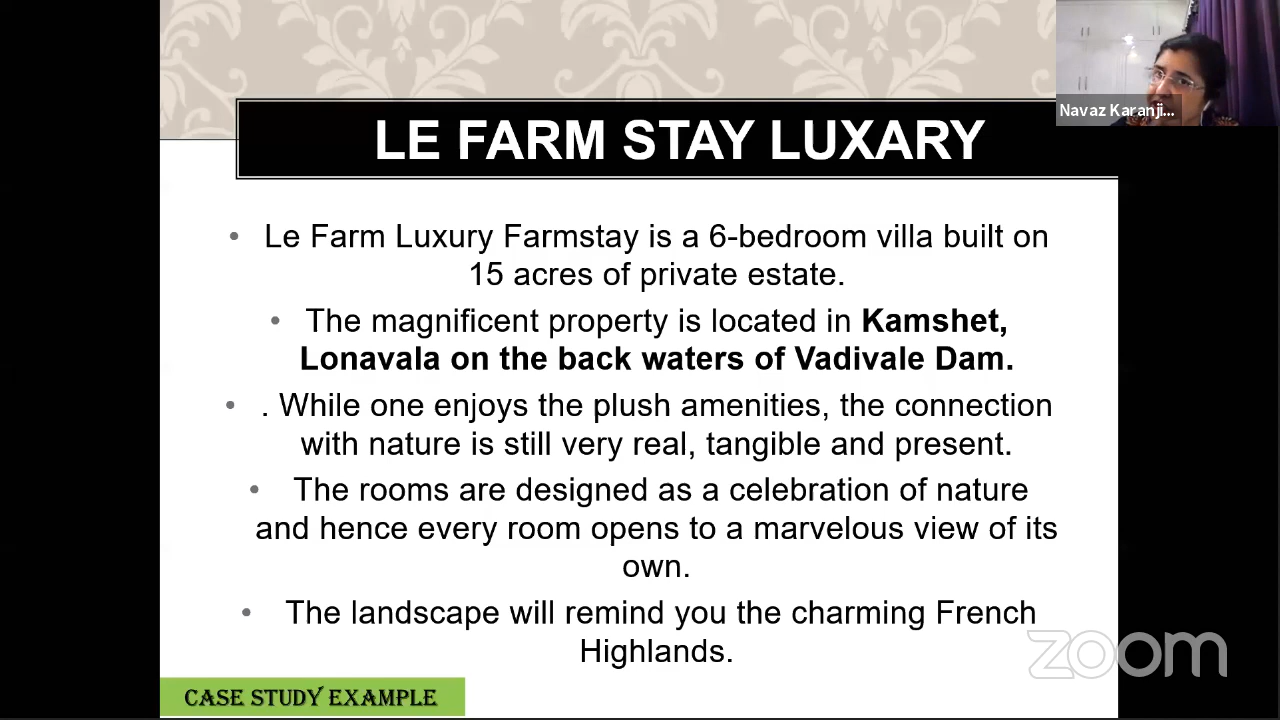 Navaz Karanji...
LE FARM STAY LUXARY
• Le Farm Luxury Farmstay is a 6-bedroom villa built on
15 acres of private estate.
• The magnificent property is located in Kamshet,
Lonavala on the back waters of Vadivale Dam.
• . While one enjoys the plush amenities, the connection
with nature is still very real, tangible and present.
• The rooms are designed as a celebration of nature
and hence every room opens to a marvelous view of its
own.
• The landscape will remind you the charming French
Highlands.
zoom
CASE STUDY EXAMPLE